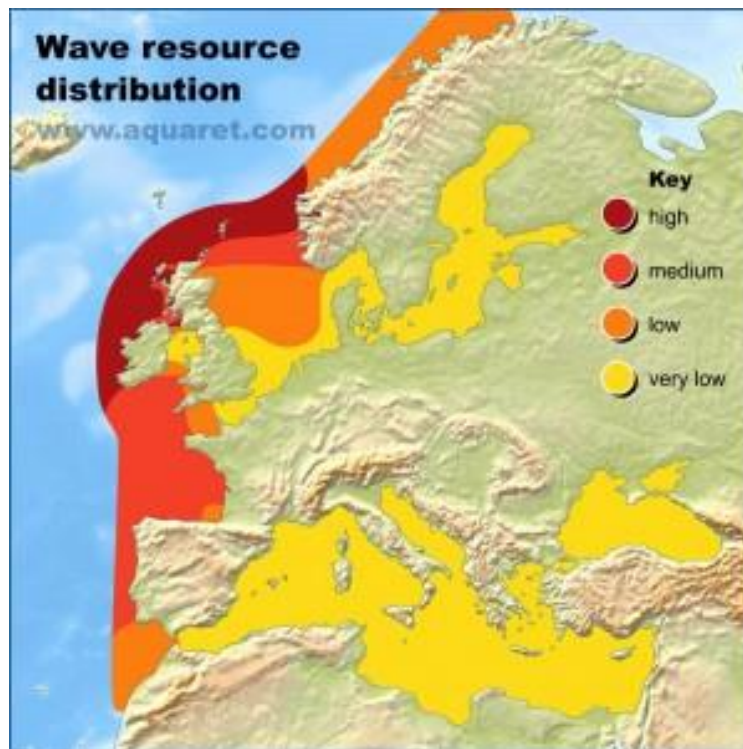 Wave resource
distribution
©www.aquaret.com
Key
high
medium
low
very low